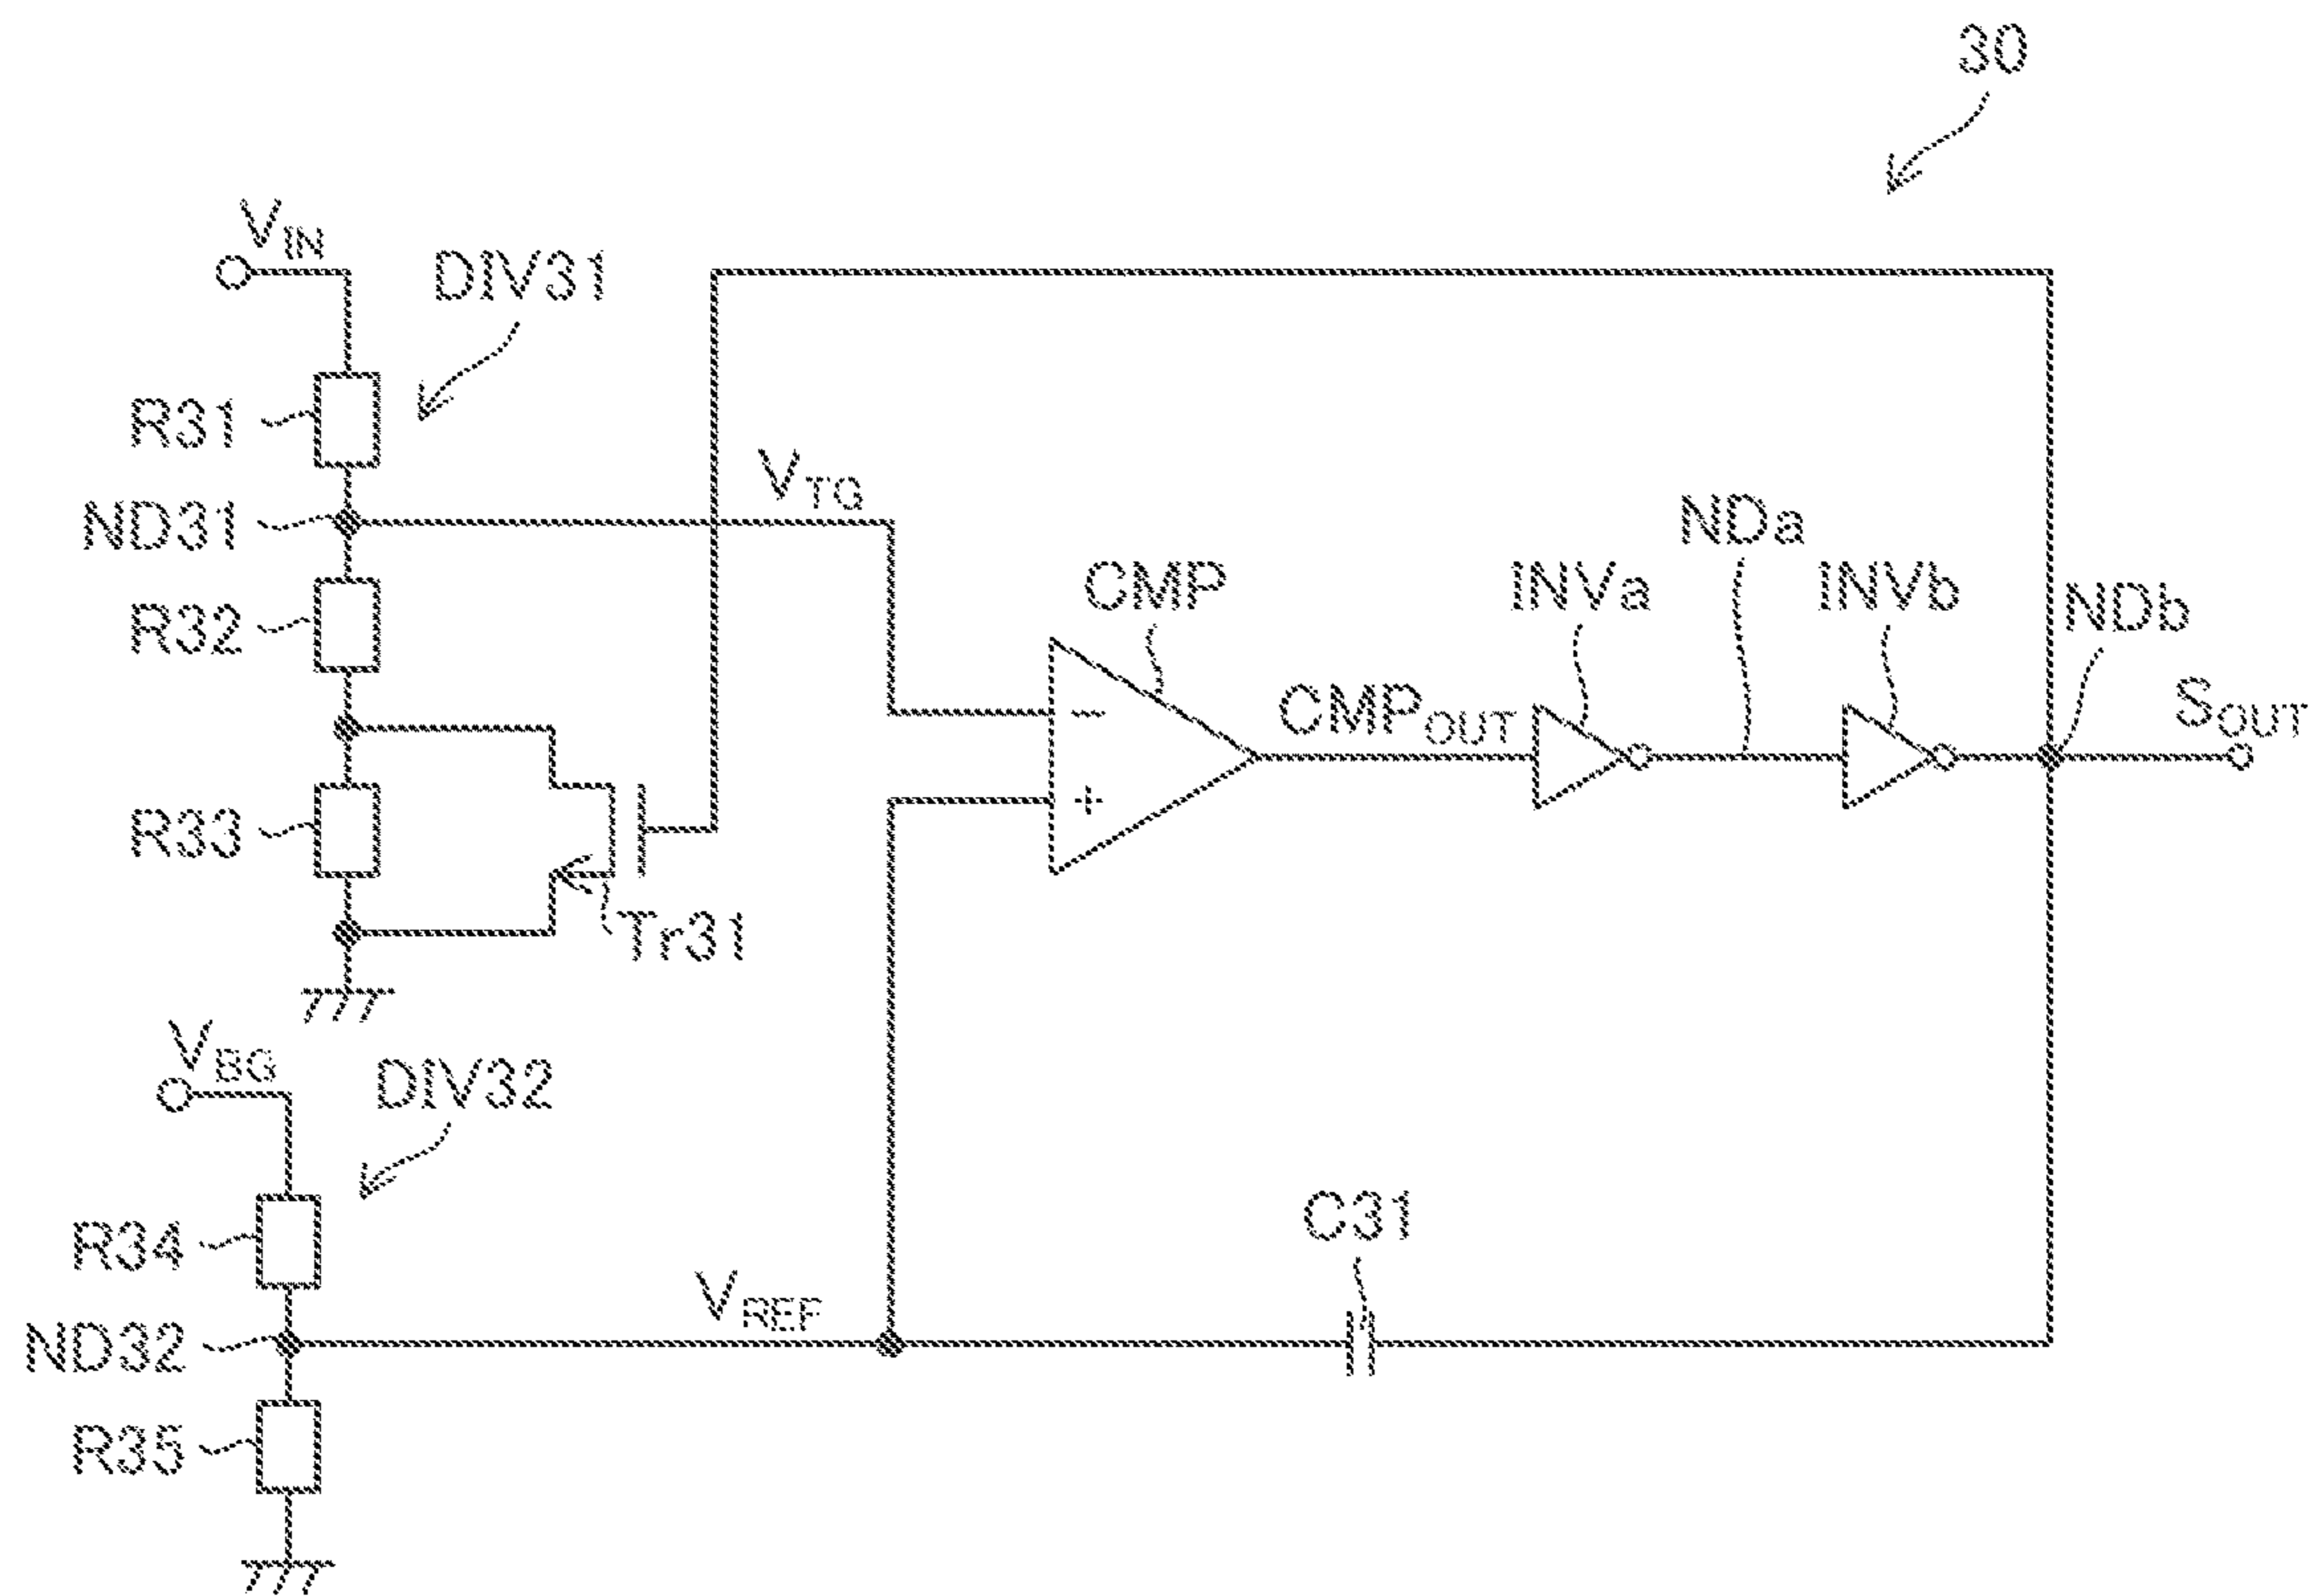 30
VIN
DIV31
R31
VTG
ND31
NDa
CMP
INVa
INVb
NDb
R32
CMPOUT
SOUT
R33
+
−
Tr31
VBG
DIV32
R34
C31
VREF
ND32
R35